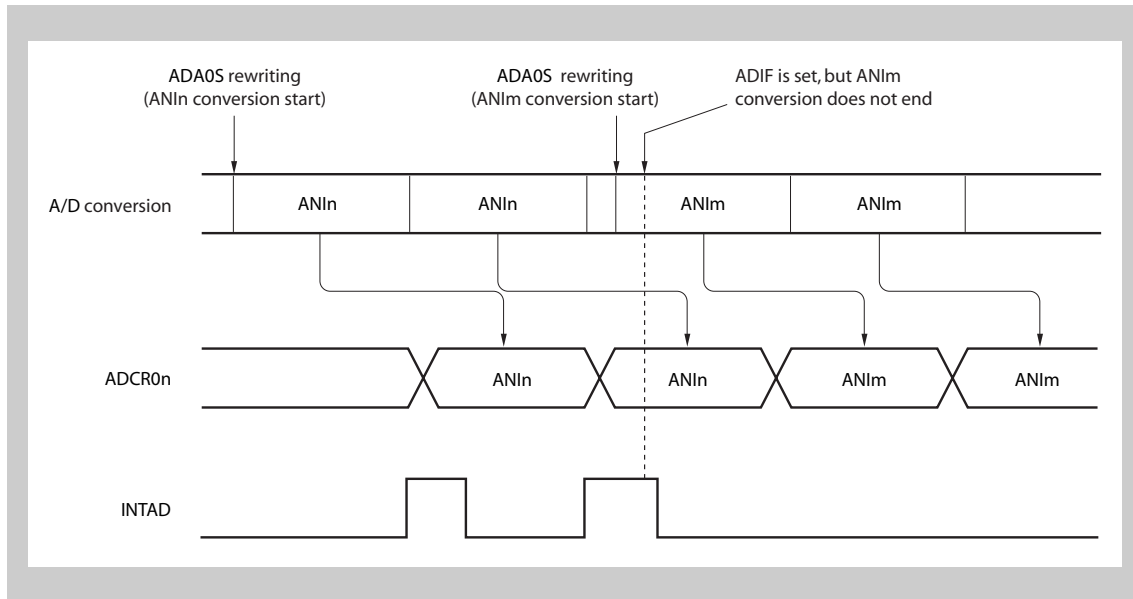 ADA0S rewriting
(ANIn conversion start)
ADA0S rewriting
(ANIm conversion start)
ADIF is set, but ANIm
conversion does not end
A/D conversion
ANIn
ANIn
ANIm
ANIm
ADCR0n
ANIn
ANIn
ANIm
ANIm
INTAD